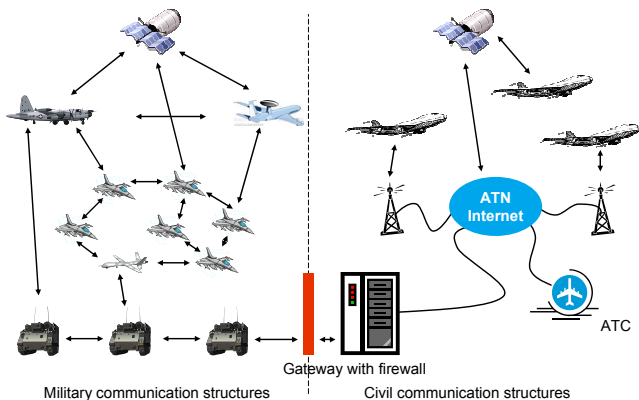 ATN
Internet
ATC
Gateway with firewall
Military communication structures
Civil communication structures